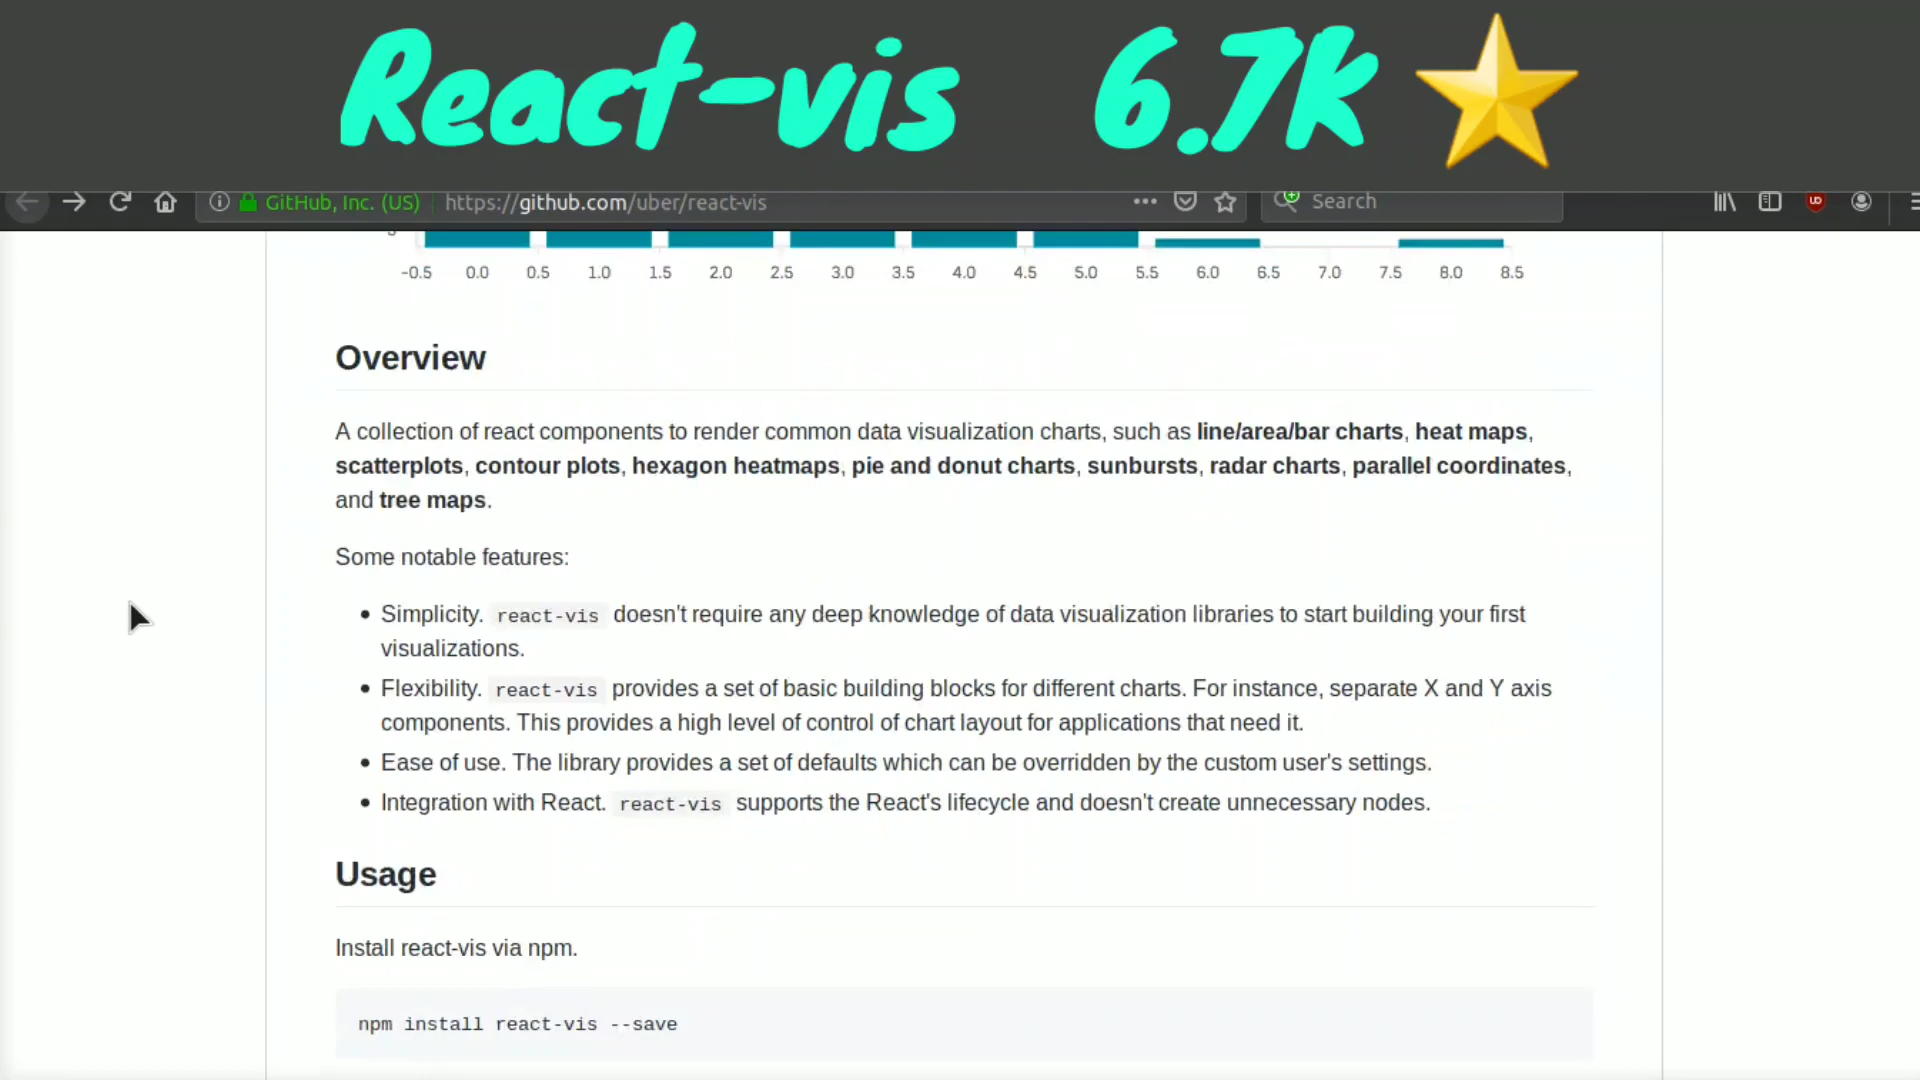 React-vis 6.7K
GitHub, Inc. (US) https://github.com/uber/react-vis Search
-0.5 0.0 0.5 1.0 1.5 2.0 2.5 3.0 3.5 4.0 4.5 5.0 5.5 6.0 6.5 7.0 7.5 8.0 8.5
Overview
A collection of react components to render common data visualization charts, such as line/area/bar charts, heat maps,
scatterplots, contour plots, hexagon heatmaps, pie and donut charts, sunbursts, radar charts, parallel coordinates,
and tree maps.
Some notable features:
• Simplicity. react-vis doesn't require any deep knowledge of data visualization libraries to start building your first
visualizations.
• Flexibility. react-vis provides a set of basic building blocks for different charts. For instance, separate X and Y axis
components. This provides a high level of control of chart layout for applications that need it.
• Ease of use. The library provides a set of defaults which can be overridden by the custom user's settings.
• Integration with React. react-vis supports the React's lifecycle and doesn't create unnecessary nodes.
Usage
Install react-vis via npm.
npm install react-vis --save